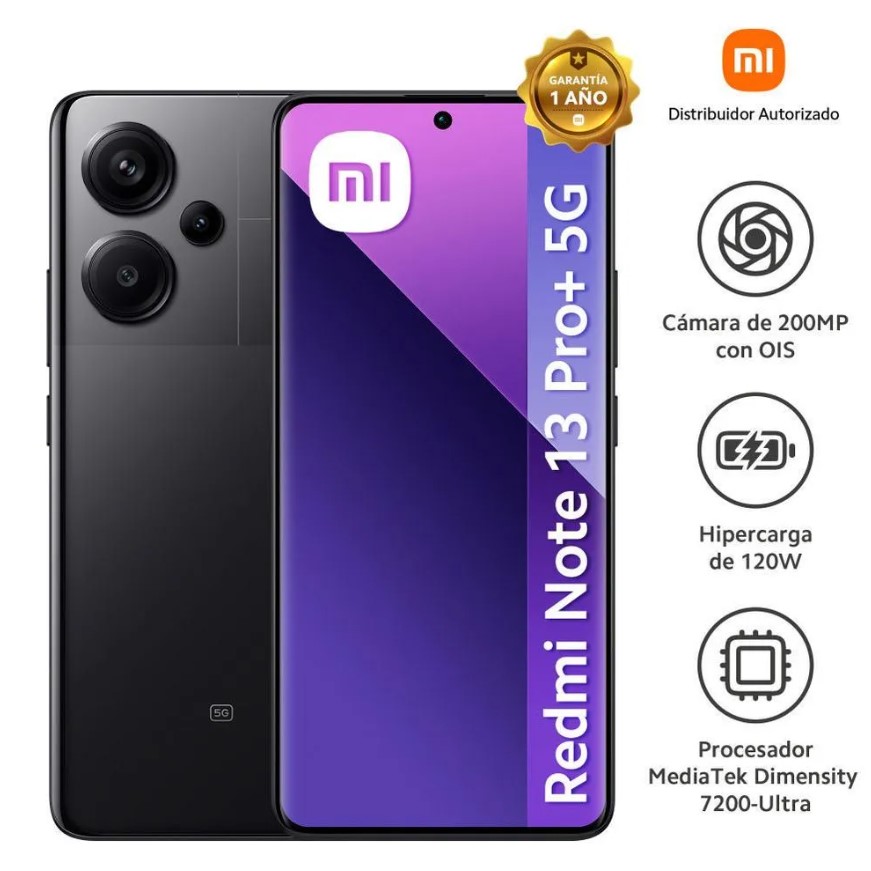 GARANTÍA
1 AÑO
mi
Distribuidor Autorizado
mi
Redmi Note 13 Pro+ 5G
5G
Cámara de 200MP
con OIS
Hipercarga
de 120W
Procesador
MediaTek Dimensity
7200-Ultra